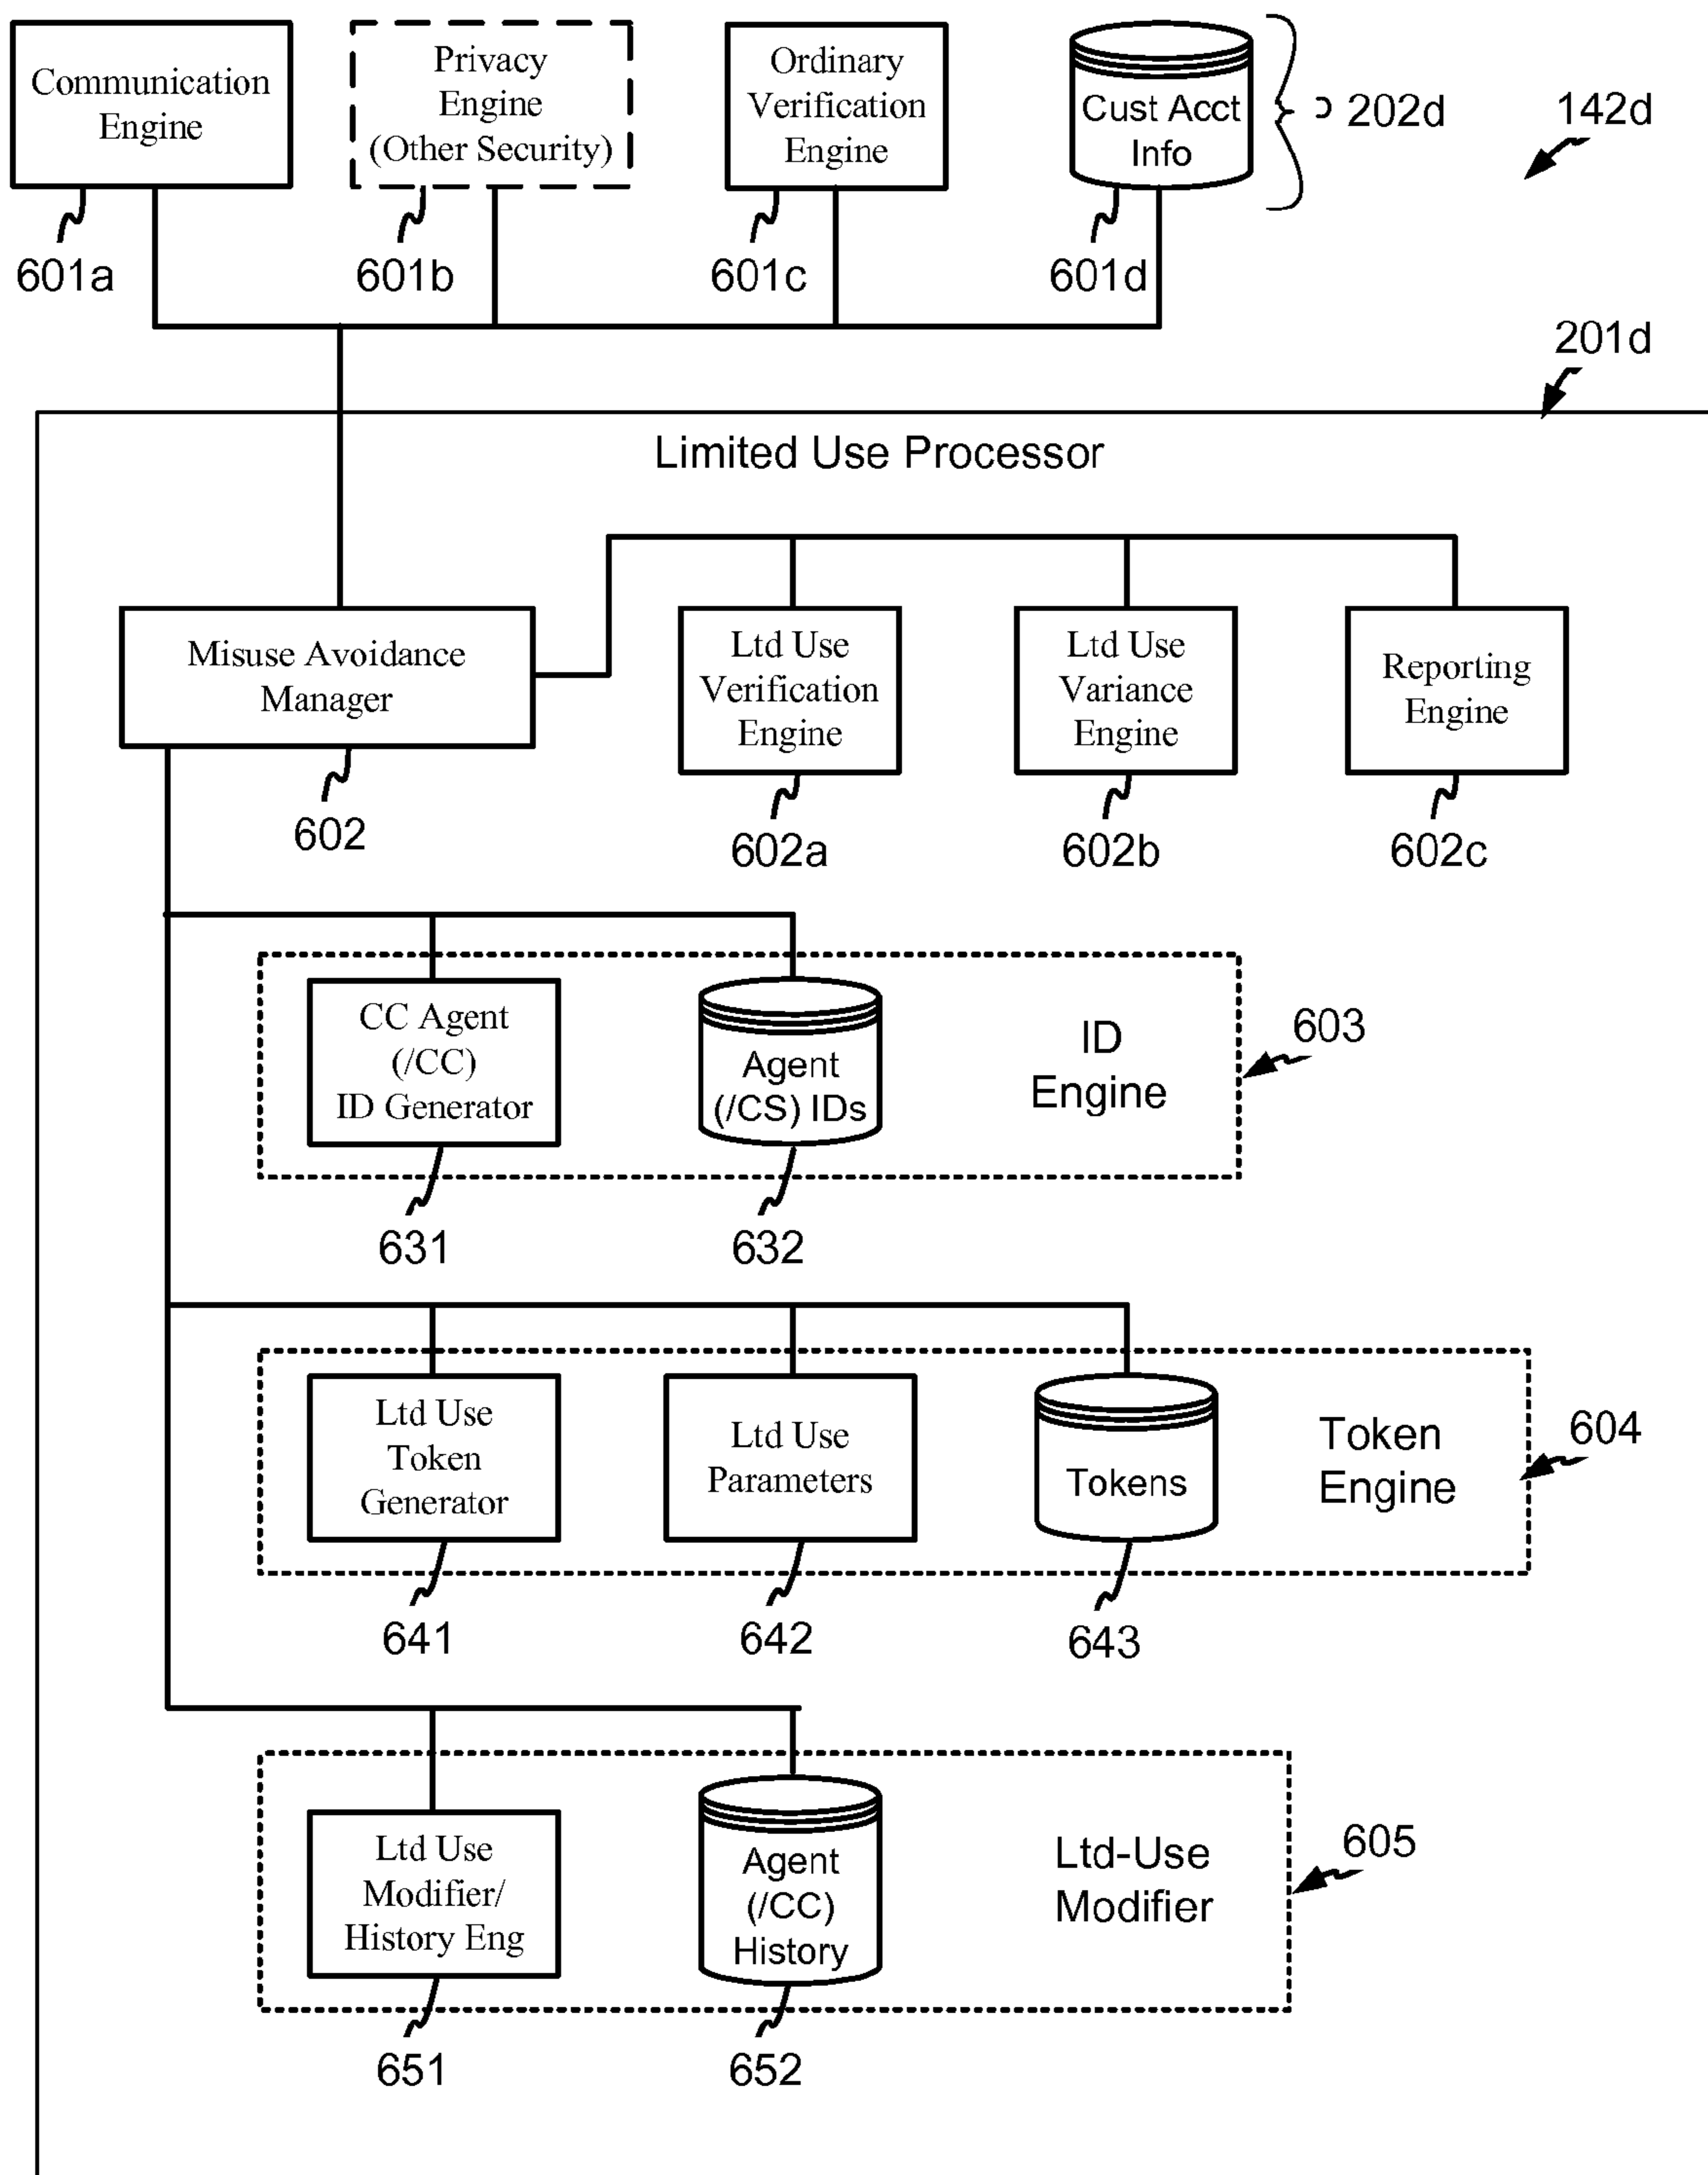 Communication
Engine
Privacy
Engine
(Other Security)
Ordinary
Verification
Engine
Cust Acct
Info
202d
142d
601a
601b
601c
601d
201d
Limited Use Processor
Misuse Avoidance
Manager
Ltd Use
Verification
Engine
Ltd Use
Variance
Engine
Reporting
Engine
602
602a
602b
602c
CC Agent
(/CC)
ID Generator
Agent
(/CS) IDs
ID
Engine
603
631
632
Ltd Use
Token
Generator
Ltd Use
Parameters
Tokens
Token
Engine
604
641
642
643
Ltd Use
Modifier/
History Eng
Agent
(/CC)
History
Ltd-Use
Modifier
605
651
652